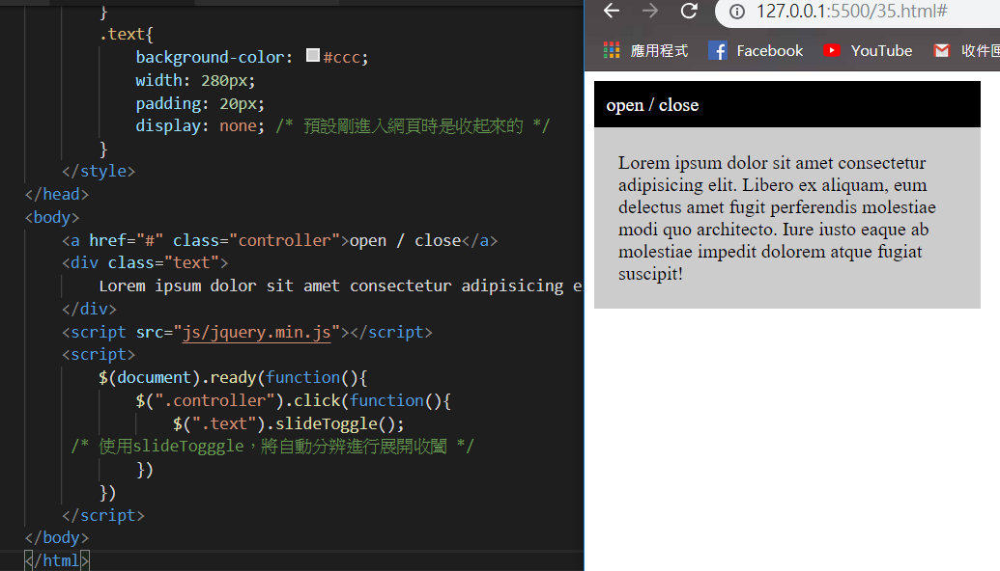 }
.text{
background-color: #ccc;
width: 280px;
padding: 20px;
display: none; /* 預設剛進入網頁時是收起來的 */
}
</style>
</head>
<body>
<a href="#" class="controller">open / close</a>
<div class="text">
Lorem ipsum dolor sit amet consectetur adipisicing e
</div>
<script src="js/jquery.min.js"></script>
<script>
$(document).ready(function(){
$(".controller").click(function(){
$(".text").slideToggle();
/* 使用slideTogggle，將自動分辨進行展開收闔 */
})
})
</script>
</body>
</html>
127.0.0.1:5500/35.html#
應用程式 Facebook YouTube 收件匣
open / close
Lorem ipsum dolor sit amet consectetur
adipisicing elit. Libero ex aliquam, eum
delectus amet fugit perferendis molestiae
modi quo architecto. Iure iusto eaque ab
molestiae impedit dolorem atque fugiat
suscipit!